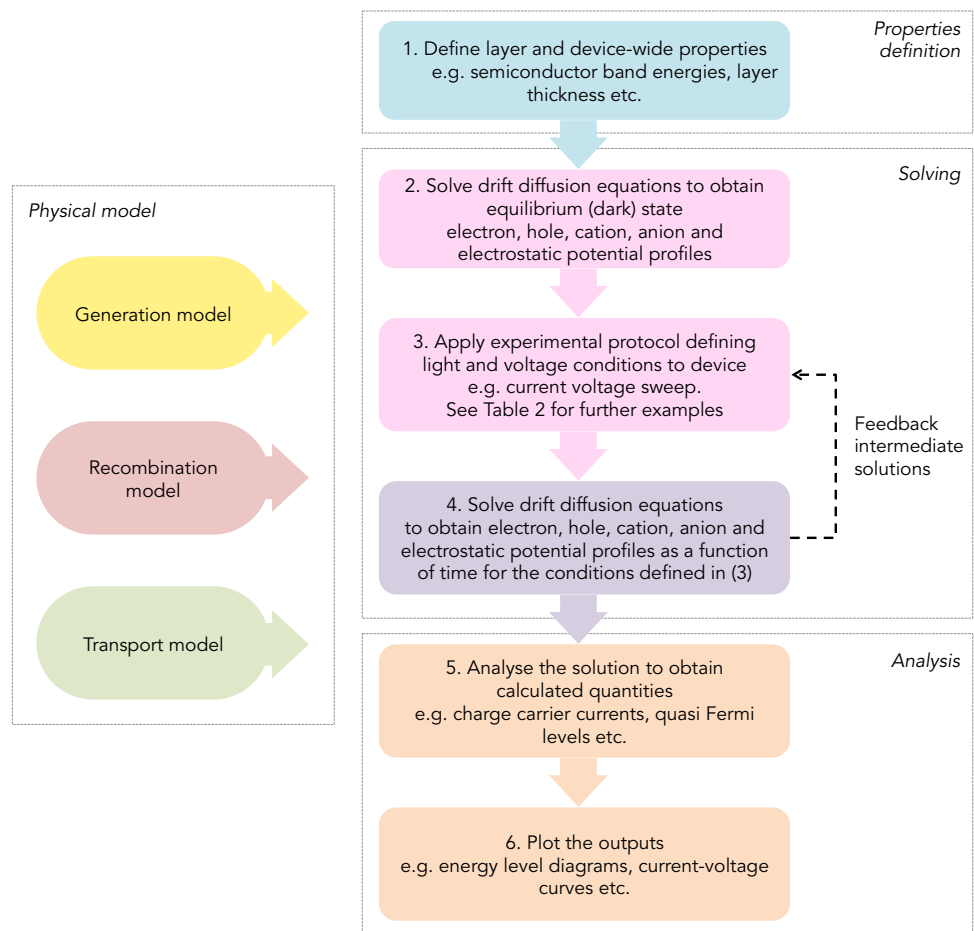 Properties
definition
1. Define layer and device-wide properties
e.g. semiconductor band energies, layer
thickness etc.
Solving
2. Solve drift diffusion equations to obtain
equilibrium (dark) state
electron, hole, cation, anion and
electrostatic potential profiles
Physical model
Generation model
3. Apply experimental protocol defining
light and voltage conditions to device
e.g. current voltage sweep.
See Table 2 for further examples
Feedback
intermediate
solutions
Recombination
model
4. Solve drift diffusion equations
to obtain electron, hole, cation, anion and
electrostatic potential profiles as a function
of time for the conditions defined in (3)
Transport model
Analysis
5. Analyse the solution to obtain
calculated quantities
e.g. charge carrier currents, quasi Fermi
levels etc.
6. Plot the outputs
e.g. energy level diagrams, current-voltage
curves etc.